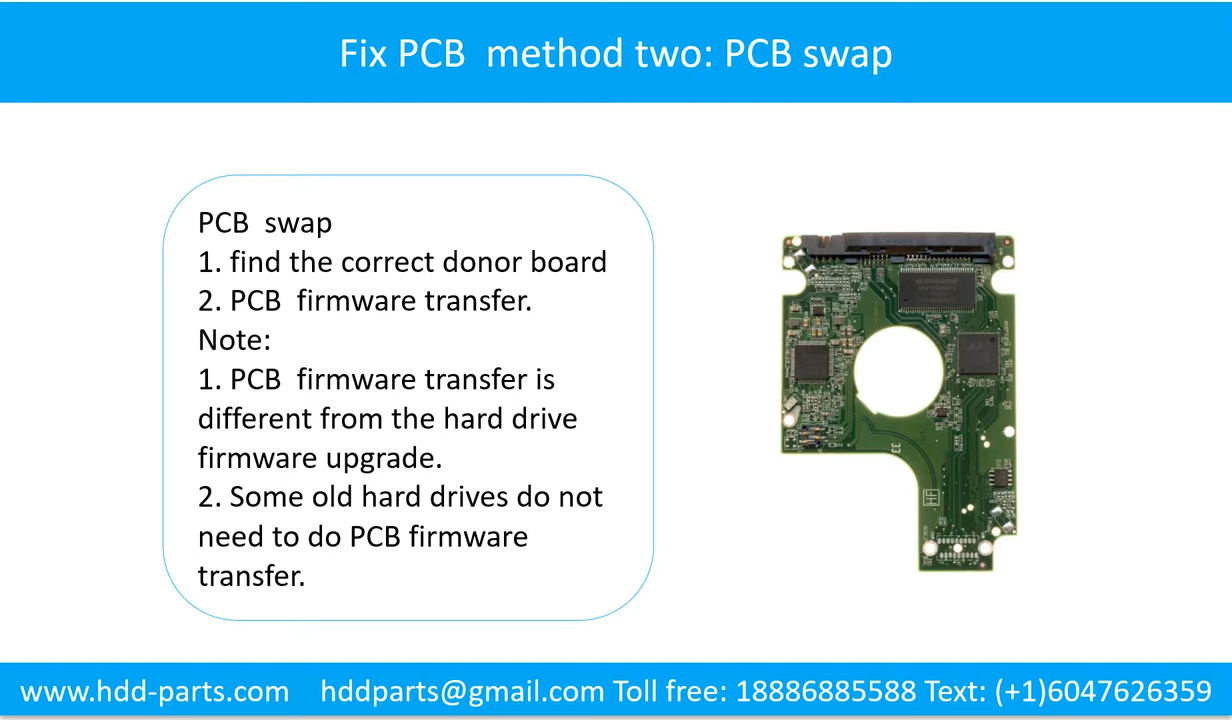 Fix PCB  method two: PCB swap
PCB  swap
1. find the correct donor board
2. PCB  firmware transfer.
Note:
1. PCB  firmware transfer is
different from the hard drive
firmware upgrade.
2. Some old hard drives do not
need to do PCB firmware
transfer.
33
HF
www.hdd-parts.com    hddparts@gmail.com Toll free: 18886885588 Text: (+1)6047626359